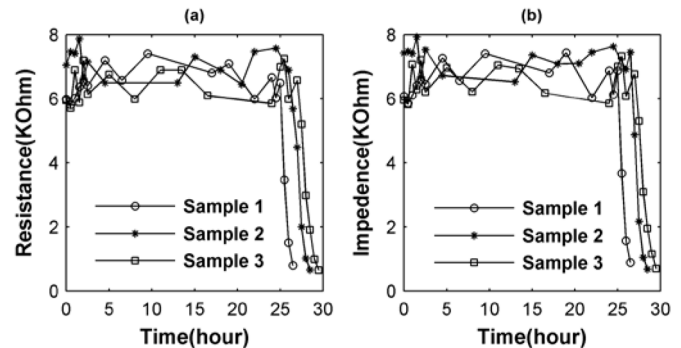 (a)
8
6
4
2
0
Resistance(KOhm)
Sample 1
Sample 2
Sample 3
0 5 10 15 20 25 30
Time(hour)
(b)
8
6
4
2
0
Impedence(KOhm)
Sample 1
Sample 2
Sample 3
0 5 10 15 20 25 30
Time(hour)